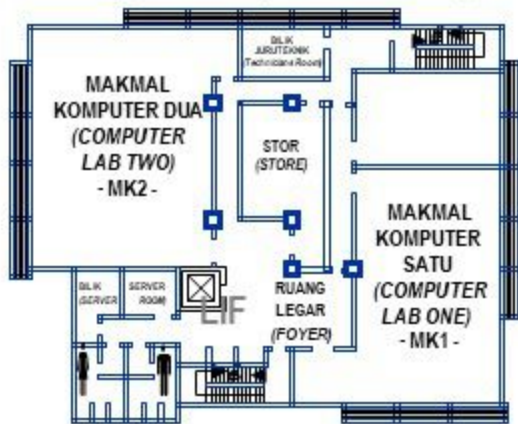 BILIK
JURUTEKNIK
(Technicians Room)
MAKMAL
KOMPUTER DUA
(COMPUTER
LAB TWO)
- MK2 -
STOR
(STORE)
MAKMAL
KOMPUTER
SATU
(COMPUTER
LAB ONE)
- MK1 -
BILIK
(SERVER
SERVER
ROOM)
LIF
RUANG
LEGAR
(FOYER)